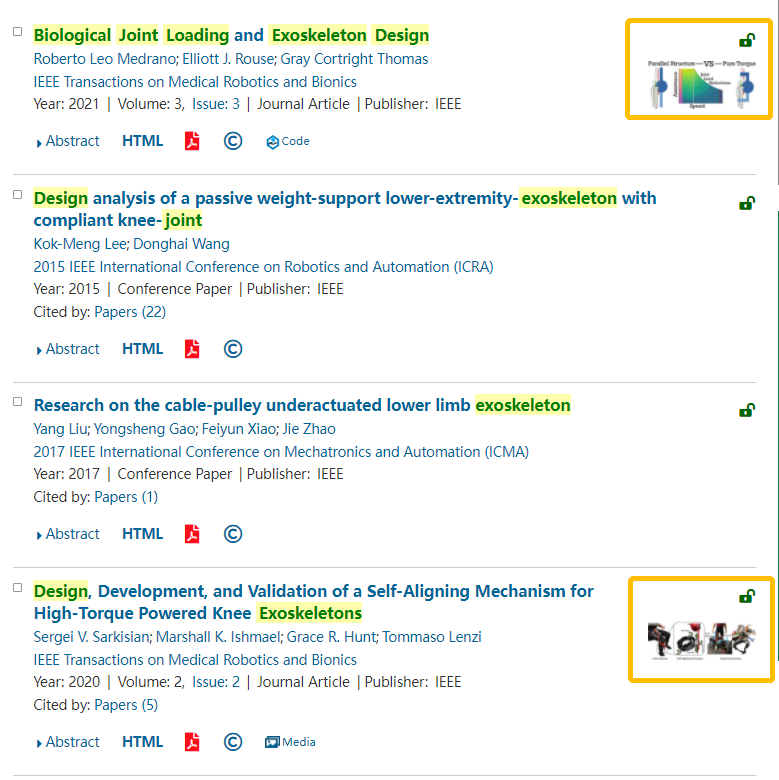 Biological Joint Loading and Exoskeleton Design
Roberto Leo Medrano; Elliott J. Rouse; Gray Cortright Thomas
IEEE Transactions on Medical Robotics and Bionics
Year: 2021 | Volume: 3, Issue: 3 | Journal Article | Publisher: IEEE
Abstract HTML © Code
Parallel Structure —VS— Pure Torque
Speed
Design analysis of a passive weight-support lower-extremity-exoskeleton with
compliant knee-joint
Kok-Meng Lee; Donghai Wang
2015 IEEE International Conference on Robotics and Automation (ICRA)
Year: 2015 | Conference Paper | Publisher: IEEE
Cited by: Papers (22)
Abstract HTML ©
Research on the cable-pulley underactuated lower limb exoskeleton
Yang Liu; Yongsheng Gao; Feiyun Xiao; Jie Zhao
2017 IEEE International Conference on Mechatronics and Automation (ICMA)
Year: 2017 | Conference Paper | Publisher: IEEE
Cited by: Papers (1)
Abstract HTML ©
Design, Development, and Validation of a Self-Aligning Mechanism for
High-Torque Powered Knee Exoskeletons
Sergei V. Sarkisian; Marshall K. Ishmael; Grace R. Hunt; Tommaso Lenzi
IEEE Transactions on Medical Robotics and Bionics
Year: 2020 | Volume: 2, Issue: 2 | Journal Article | Publisher: IEEE
Cited by: Papers (5)
Abstract HTML © Media